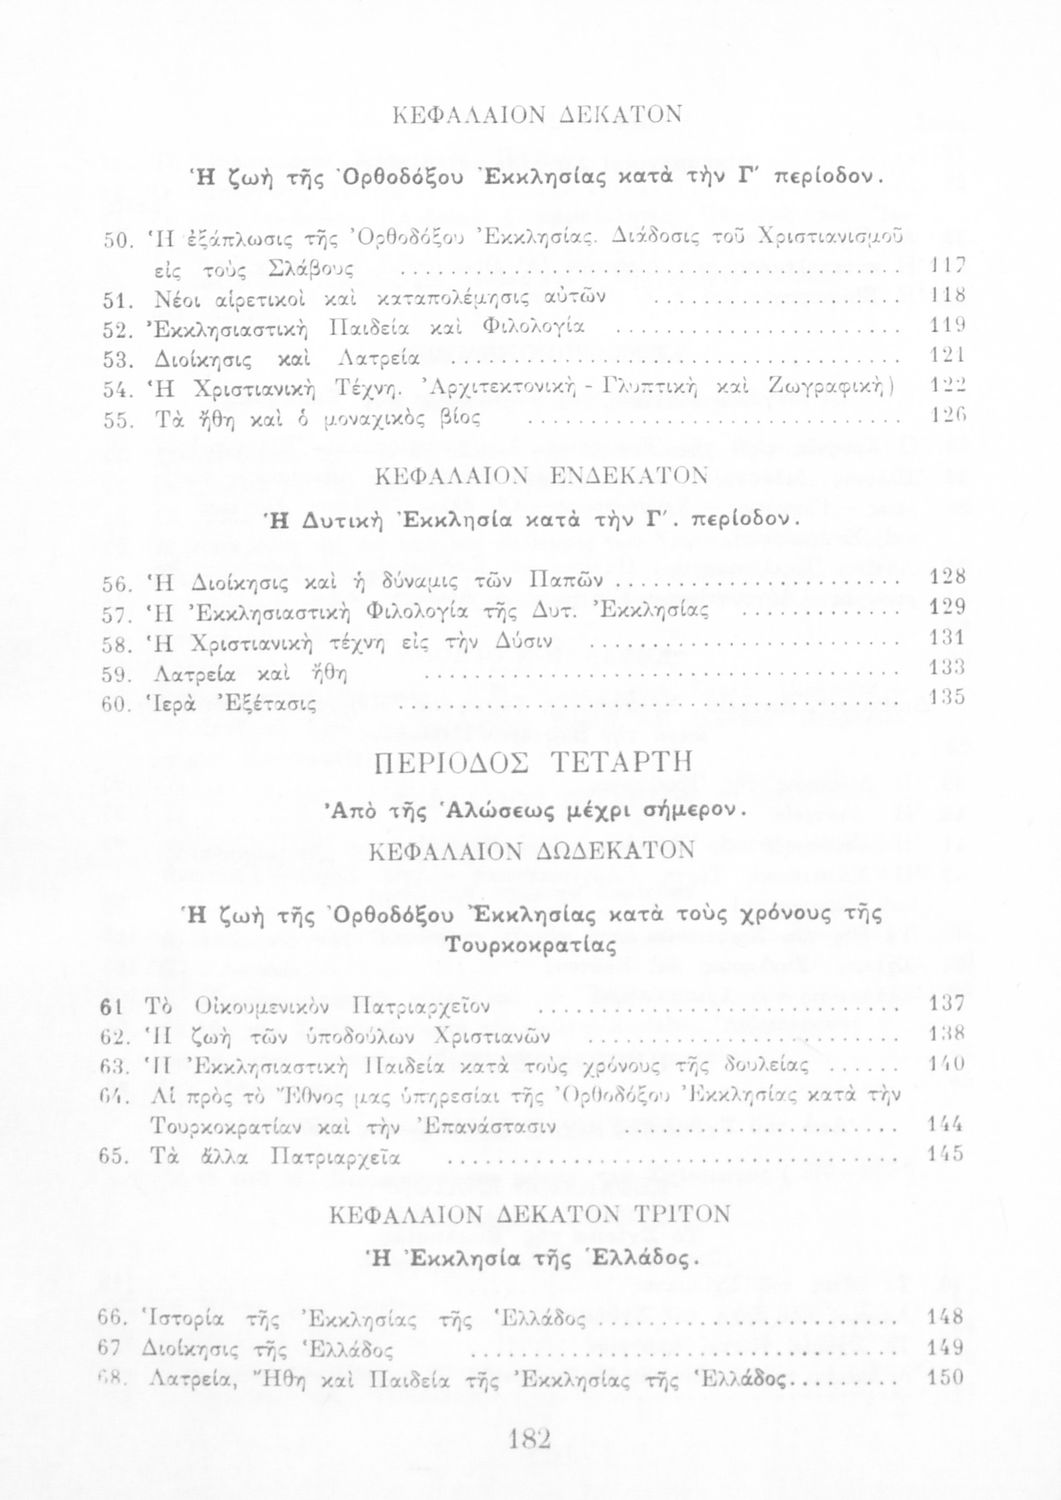 ΚΕΦΑΛΑΙΟΝ ΔΕΚΑΤΟΝ
Ἡ ζωὴ τῆς Ὀρθοδόξου Ἐκκλησίας κατὰ τὴν Γ' περίοδον.
50. Ἡ ἐξάπλωσις τῆς Ὀρθοδόξου Ἐκκλησίας. Διάδοσις τοῦ Χριστιανισμοῦ
εἰς τοὺς Σλάβους ........................................ 117
51. Νέοι αἱρετικοὶ καὶ καταπολέμησις αὐτῶν .................... 118
52. Ἐκκλησιαστικὴ Παιδεία καὶ Φιλολογία ....................... 119
53. Διοίκησις καὶ Λατρεία .................................... 121
54. Ἡ Χριστιανικὴ Τέχνη. Ἀρχιτεκτονικὴ - Γλυπτικὴ καὶ Ζωγραφικὴ) 122
55. Τὰ ἤθη καὶ ὁ μοναχικὸς βίος .............................. 126
ΚΕΦΑΛΑΙΟΝ ΕΝΔΕΚΑΤΟΝ
Ἡ Δυτικὴ Ἐκκλησία κατὰ τὴν Γ'. περίοδον.
56. Ἡ Διοίκησις καὶ ἡ δύναμις τῶν Παπῶν ....................... 128
57. Ἡ Ἐκκλησιαστικὴ Φιλολογία τῆς Δυτ. Ἐκκλησίας ............. 129
58. Ἡ Χριστιανικὴ τέχνη εἰς τὴν Δύσιν ......................... 131
59. Λατρεία καὶ ἤθη ...................................... 133
60. Ἱερὰ Ἐξέτασις ........................................ 135
ΠΕΡΙΟΔΟΣ ΤΕΤΑΡΤΗ
Ἀπὸ τῆς Ἁλώσεως μέχρι σήμερον.
ΚΕΦΑΛΑΙΟΝ ΔΩΔΕΚΑΤΟΝ
Ἡ ζωὴ τῆς Ὀρθοδόξου Ἐκκλησίας κατὰ τοὺς χρόνους τῆς
Τουρκοκρατίας
61 Τὸ Οἰκουμενικὸν Πατριαρχεῖον ............................. 137
62. Ἡ ζωὴ τῶν ὑποδούλων Χριστιανῶν ......................... 138
63. Ἡ Ἐκκλησιαστικὴ Παιδεία κατὰ τοὺς χρόνους τῆς δουλείας ...... 140
64. Αἱ πρὸς τὸ Ἔθνος μας ὑπηρεσίαι τῆς Ὀρθοδόξου Ἐκκλησίας κατὰ τὴν
Τουρκοκρατίαν καὶ τὴν Ἐπανάστασιν ...................... 144
65. Τὰ ἄλλα Πατριαρχεῖα .................................... 145
ΚΕΦΑΛΑΙΟΝ ΔΕΚΑΤΟΝ ΤΡΙΤΟΝ
Ἡ Ἐκκλησία τῆς Ἑλλάδος.
66. Ἱστορία τῆς Ἐκκλησίας τῆς Ἑλλάδος ........................ 148
67 Διοίκησις τῆς Ἑλλάδος .................................. 149
68. Λατρεία, Ἤθη καὶ Παιδεία τῆς Ἐκκλησίας τῆς Ἑλλάδος......... 150
182